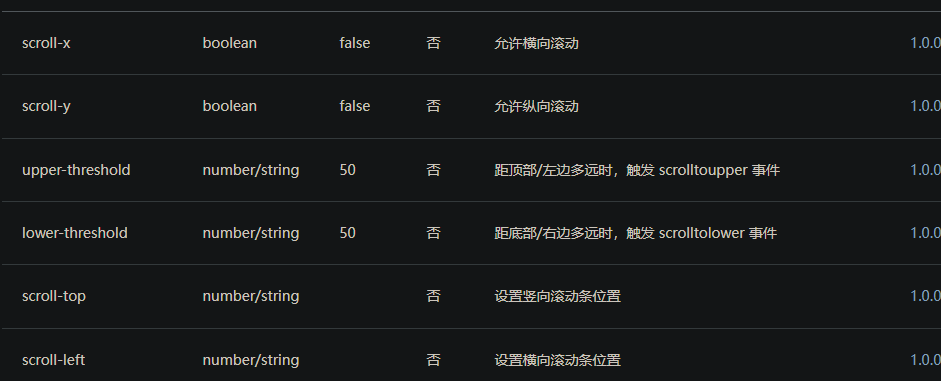 scroll-x boolean false 否 允许横向滚动 1.0.0
scroll-y boolean false 否 允许纵向滚动 1.0.0
upper-threshold number/string 50 否 距顶部/左边多远时，触发 scrolltoupper 事件 1.0.0
lower-threshold number/string 50 否 距底部/右边多远时，触发 scrolltolower 事件 1.0.0
scroll-top number/string 否 设置竖向滚动条位置 1.0.0
scroll-left number/string 否 设置横向滚动条位置 1.0.0